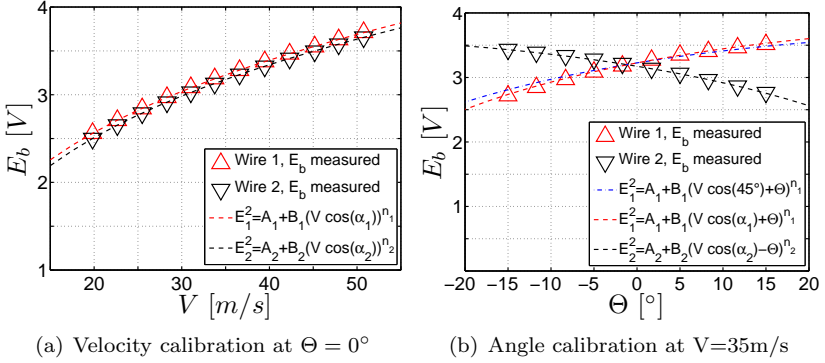 4
3
2
1
E_b [V]
20 30 40 50
V [m/s]
Wire 1, E_b measured
Wire 2, E_b measured
E_1^2=A_1+B_1(V cos(α_1))^{n_1}
E_2^2=A_2+B_2(V cos(α_2))^{n_2}
(a) Velocity calibration at Θ = 0°
4
3
2
1
E_b [V]
−20 −15 −10 −5 0 5 10 15 20
Θ [°]
Wire 1, E_b measured
Wire 2, E_b measured
E_1^2=A_1+B_1(V cos(45°)+Θ)^{n_1}
E_1^2=A_1+B_1(V cos(α_1)+Θ)^{n_1}
E_2^2=A_2+B_2(V cos(α_2)−Θ)^{n_2}
(b) Angle calibration at V=35m/s